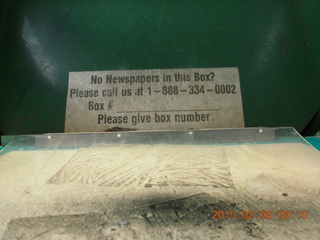 No Newspapers in this Box?
Please call us at 1-888-334-0002
Box #
Please give box number